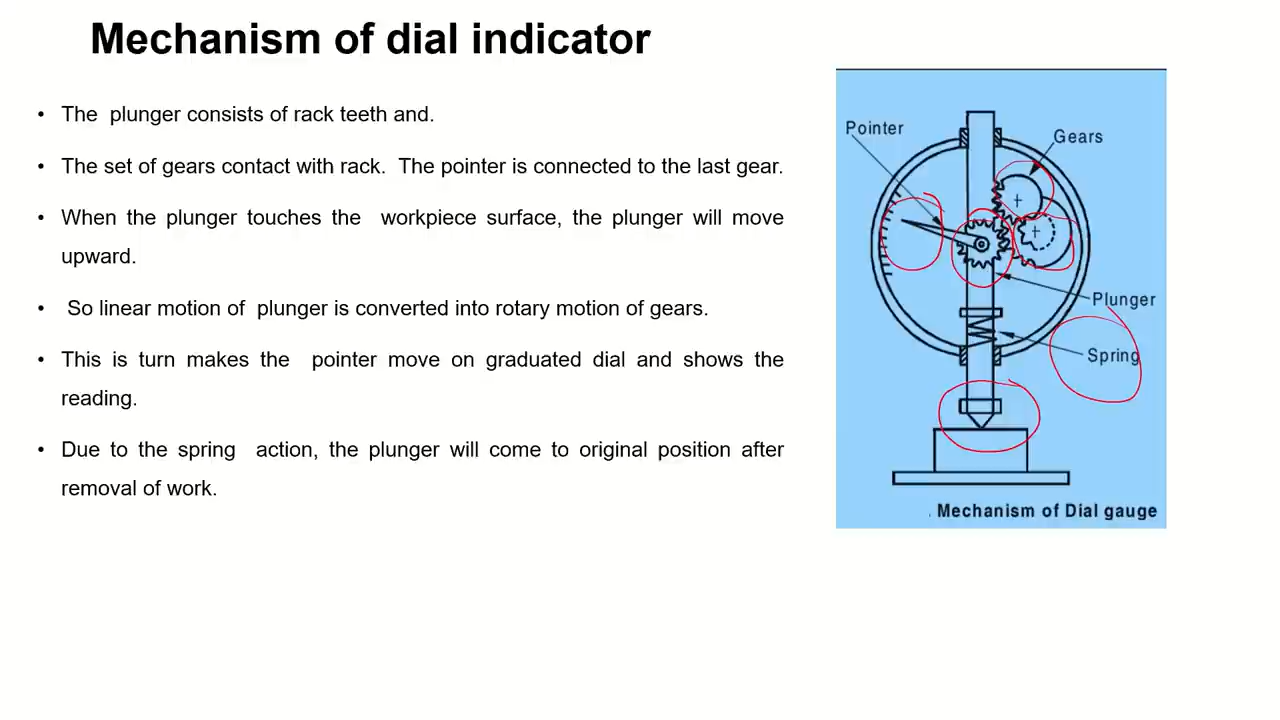 Mechanism of dial indicator
• The plunger consists of rack teeth and.
• The set of gears contact with rack. The pointer is connected to the last gear.
• When the plunger touches the workpiece surface, the plunger will move
upward.
• So linear motion of plunger is converted into rotary motion of gears.
• This is turn makes the pointer move on graduated dial and shows the
reading.
• Due to the spring action, the plunger will come to original position after
removal of work.
Pointer
Gears
Plunger
Spring
. Mechanism of Dial gauge